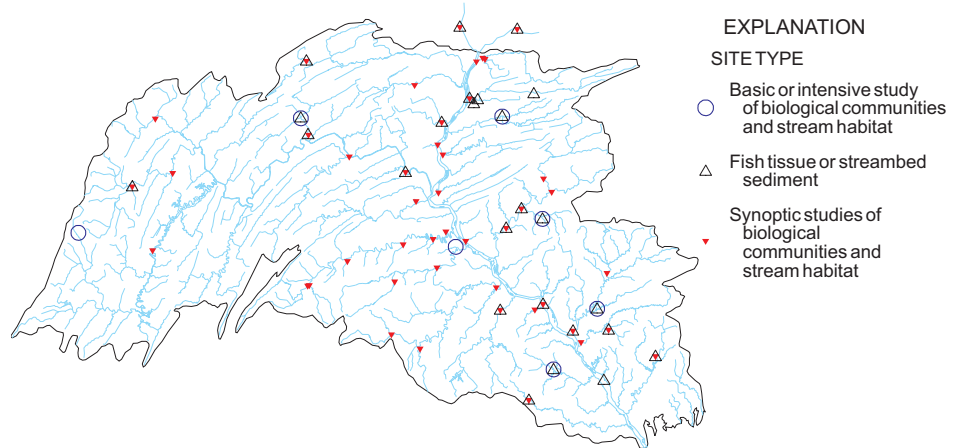 EXPLANATION
SITE TYPE
Basic or intensive study
of biological communities
and stream habitat
Fish tissue or streambed
sediment
Synoptic studies of
biological
communities and
stream habitat